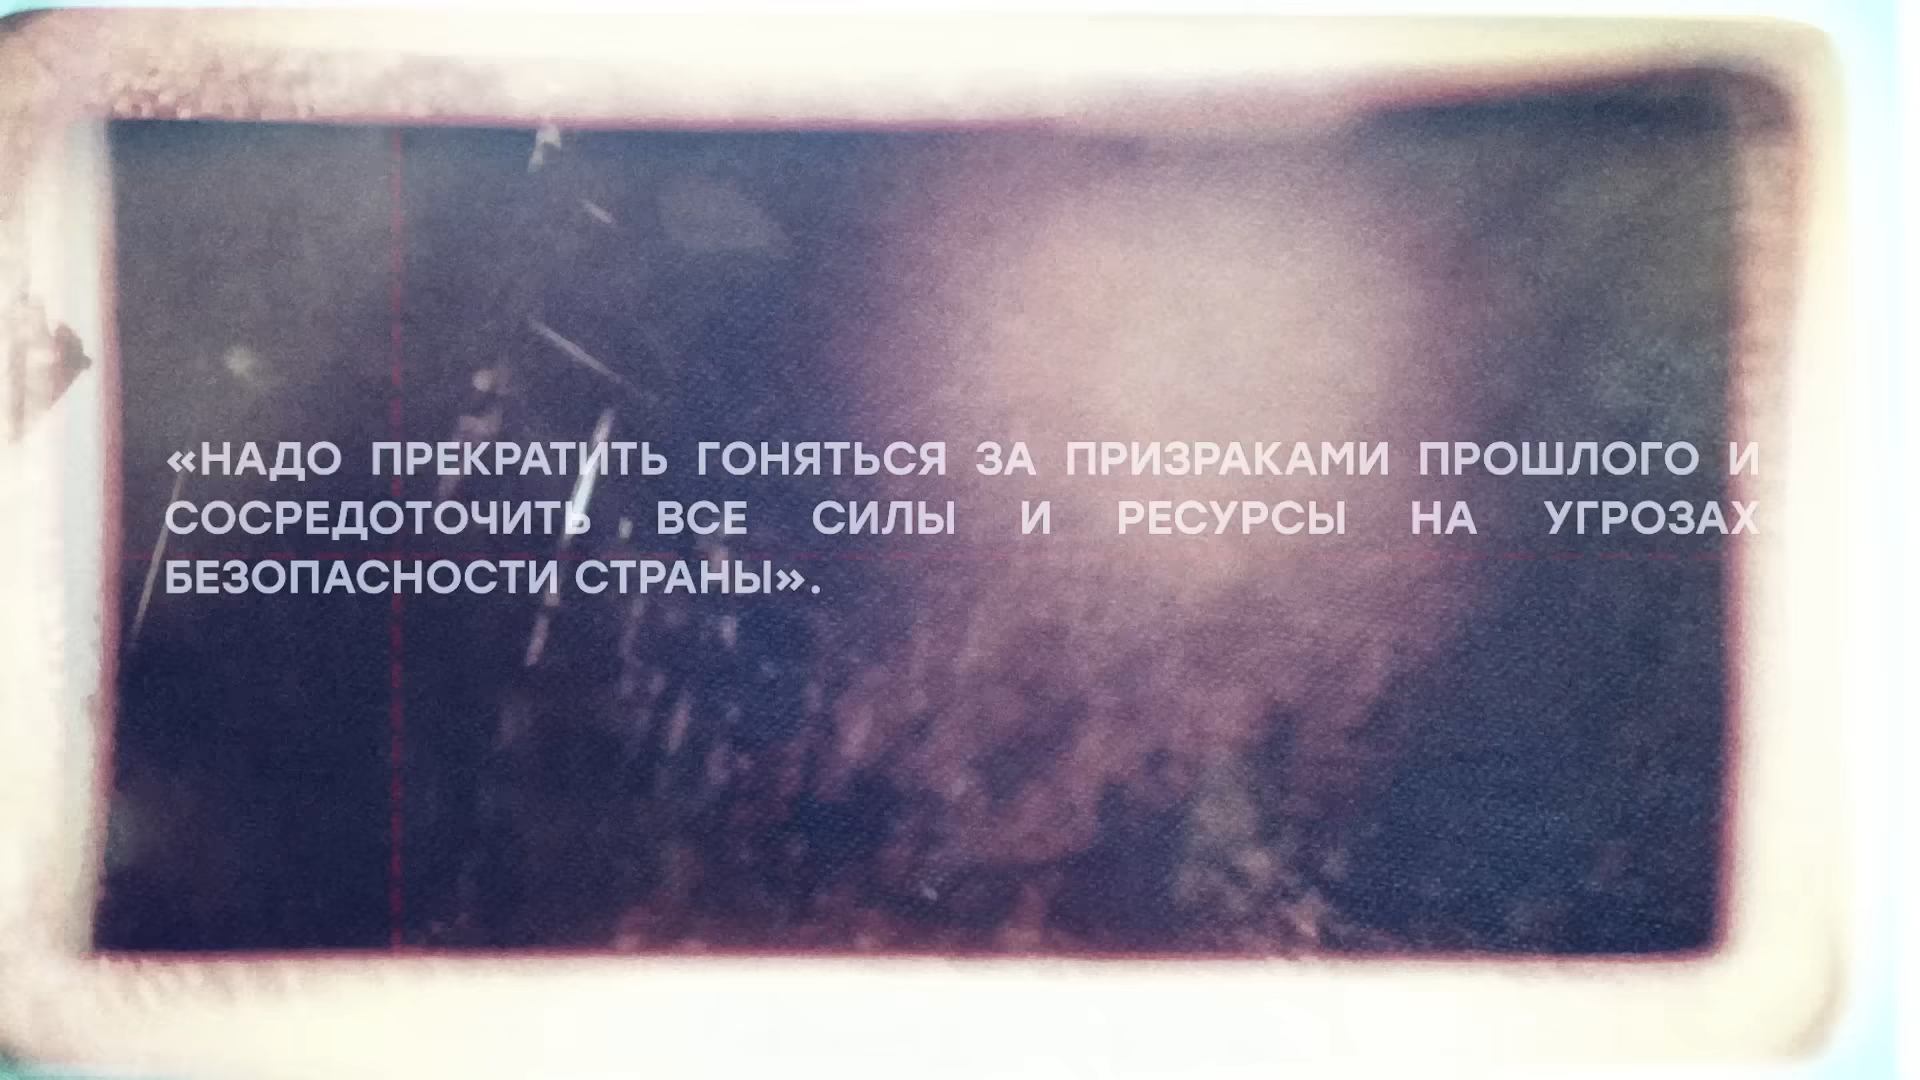 «НАДО ПРЕКРАТИТЬ ГОНЯТЬСЯ ЗА ПРИЗРАКАМИ ПРОШЛОГО И
СОСРЕДОТОЧИТЬ ВСЕ СИЛЫ И РЕСУРСЫ НА УГРОЗАХ
БЕЗОПАСНОСТИ СТРАНЫ».